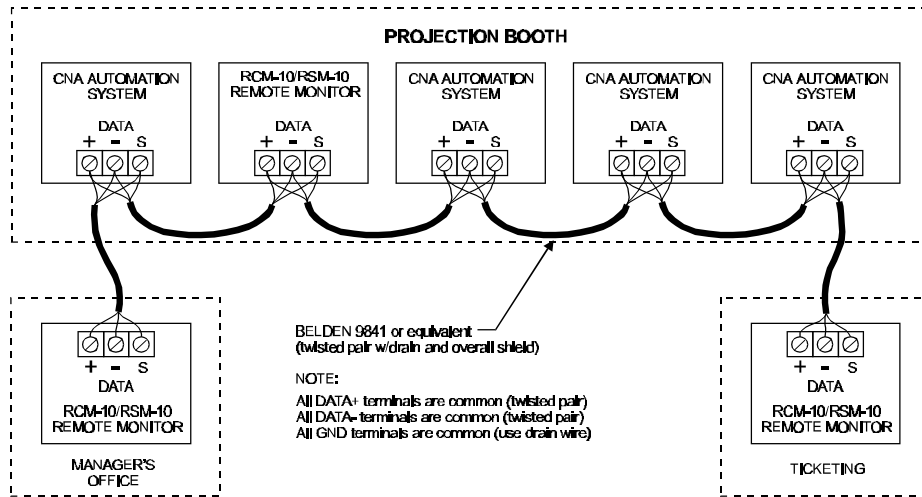 PROJECTION BOOTH
CNA AUTOMATION
SYSTEM
DATA
+ - S
RCM-10/RSM-10
REMOTE MONITOR
DATA
+ - S
CNA AUTOMATION
SYSTEM
DATA
+ - S
CNA AUTOMATION
SYSTEM
DATA
+ - S
CNA AUTOMATION
SYSTEM
DATA
+ - S
+ - S
DATA
RCM-10/RSM-10
REMOTE MONITOR
MANAGER'S
OFFICE
BELDEN 9841 or equivalent
(twisted pair w/drain and overall shield)
NOTE:
All DATA+ terminals are common (twisted pair)
All DATA- terminals are common (twisted pair)
All GND terminals are common (use drain wire)
+ - S
DATA
RCM-10/RSM-10
REMOTE MONITOR
TICKETING